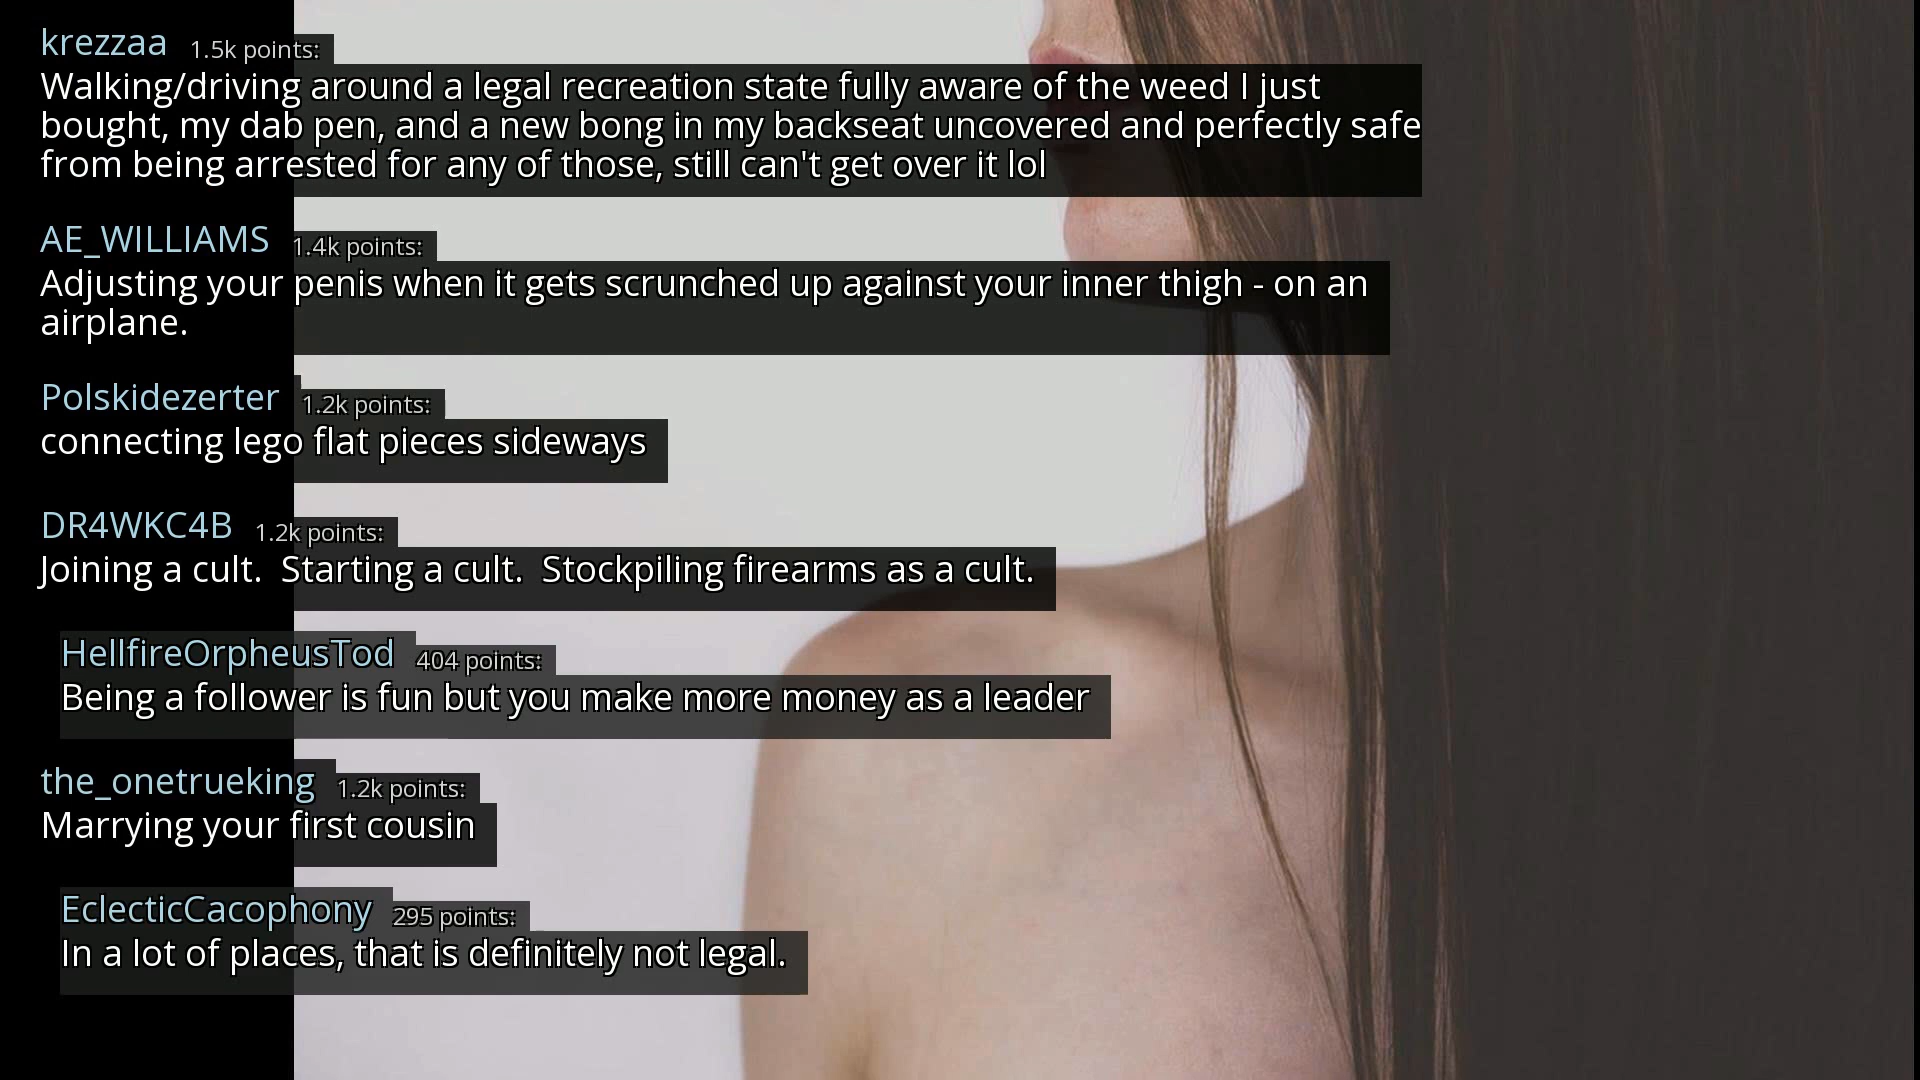 krezzaa 1.5k points:
Walking/driving around a legal recreation state fully aware of the weed I just
bought, my dab pen, and a new bong in my backseat uncovered and perfectly safe
from being arrested for any of those, still can't get over it lol
AE_WILLIAMS 1.4k points:
Adjusting your penis when it gets scrunched up against your inner thigh - on an
airplane.
Polskidezerter 1.2k points:
connecting lego flat pieces sideways
DR4WKC4B 1.2k points:
Joining a cult.  Starting a cult.  Stockpiling firearms as a cult.
HellfireOrpheusTod 404 points:
Being a follower is fun but you make more money as a leader
the_onetrueking 1.2k points:
Marrying your first cousin
EclecticCacophony 295 points:
In a lot of places, that is definitely not legal.